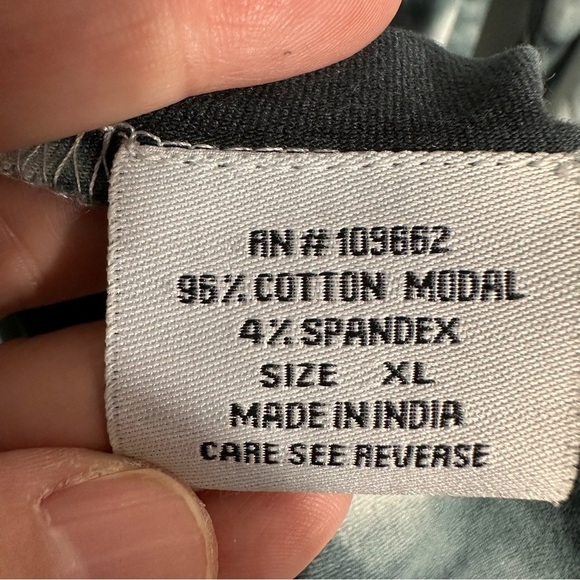 RN # 109662
96% COTTON MODAL
4% SPANDEX
SIZE XL
MADE IN INDIA
CARE SEE REVERSE